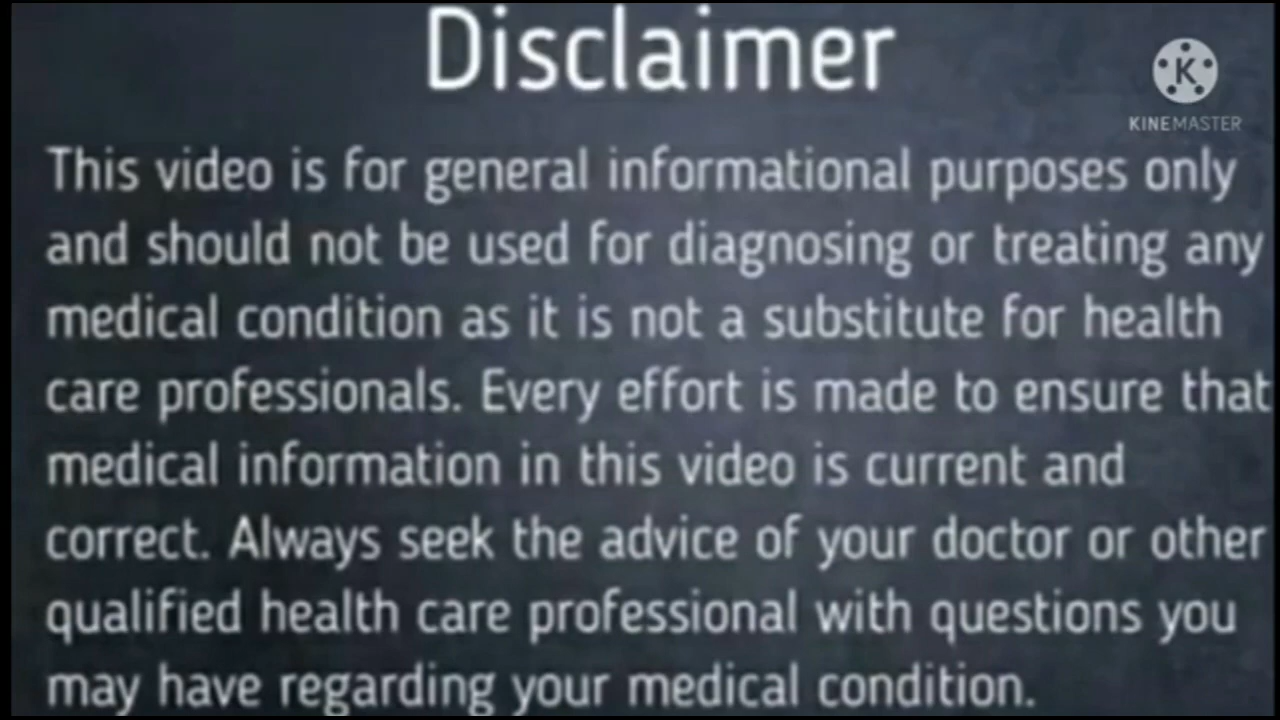 Disclaimer
K
KINEMASTER
This video is for general informational purposes only
and should not be used for diagnosing or treating any
medical condition as it is not a substitute for health
care professionals. Every effort is made to ensure that
medical information in this video is current and
correct. Always seek the advice of your doctor or other
qualified health care professional with questions you
may have regarding your medical condition.